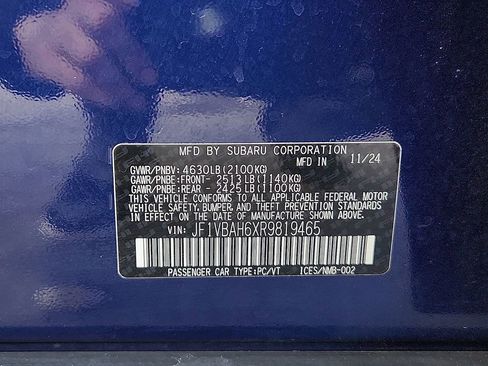 MFD BY SUBARU CORPORATION
GVWR/PNBV: 4630LB(2100KG) MFD IN 11/24
GAWR/PNBE:FRONT- 2513LB(1140KG)
GAWR/PNBE:REAR - 2425LB(1100KG)
THIS VEHICLE CONFORMS TO ALL APPLICABLE FEDERAL MOTOR
VEHICLE SAFETY, BUMPER, AND THEFT PREVENTION
STANDARDS IN EFFECT ON THE DATE OF MANUFACTURE SHOWN ABOVE.
VIN: JF1VBAH6XR9819465
PASSENGER CAR TYPE:PC/VT ICES/NMB-002